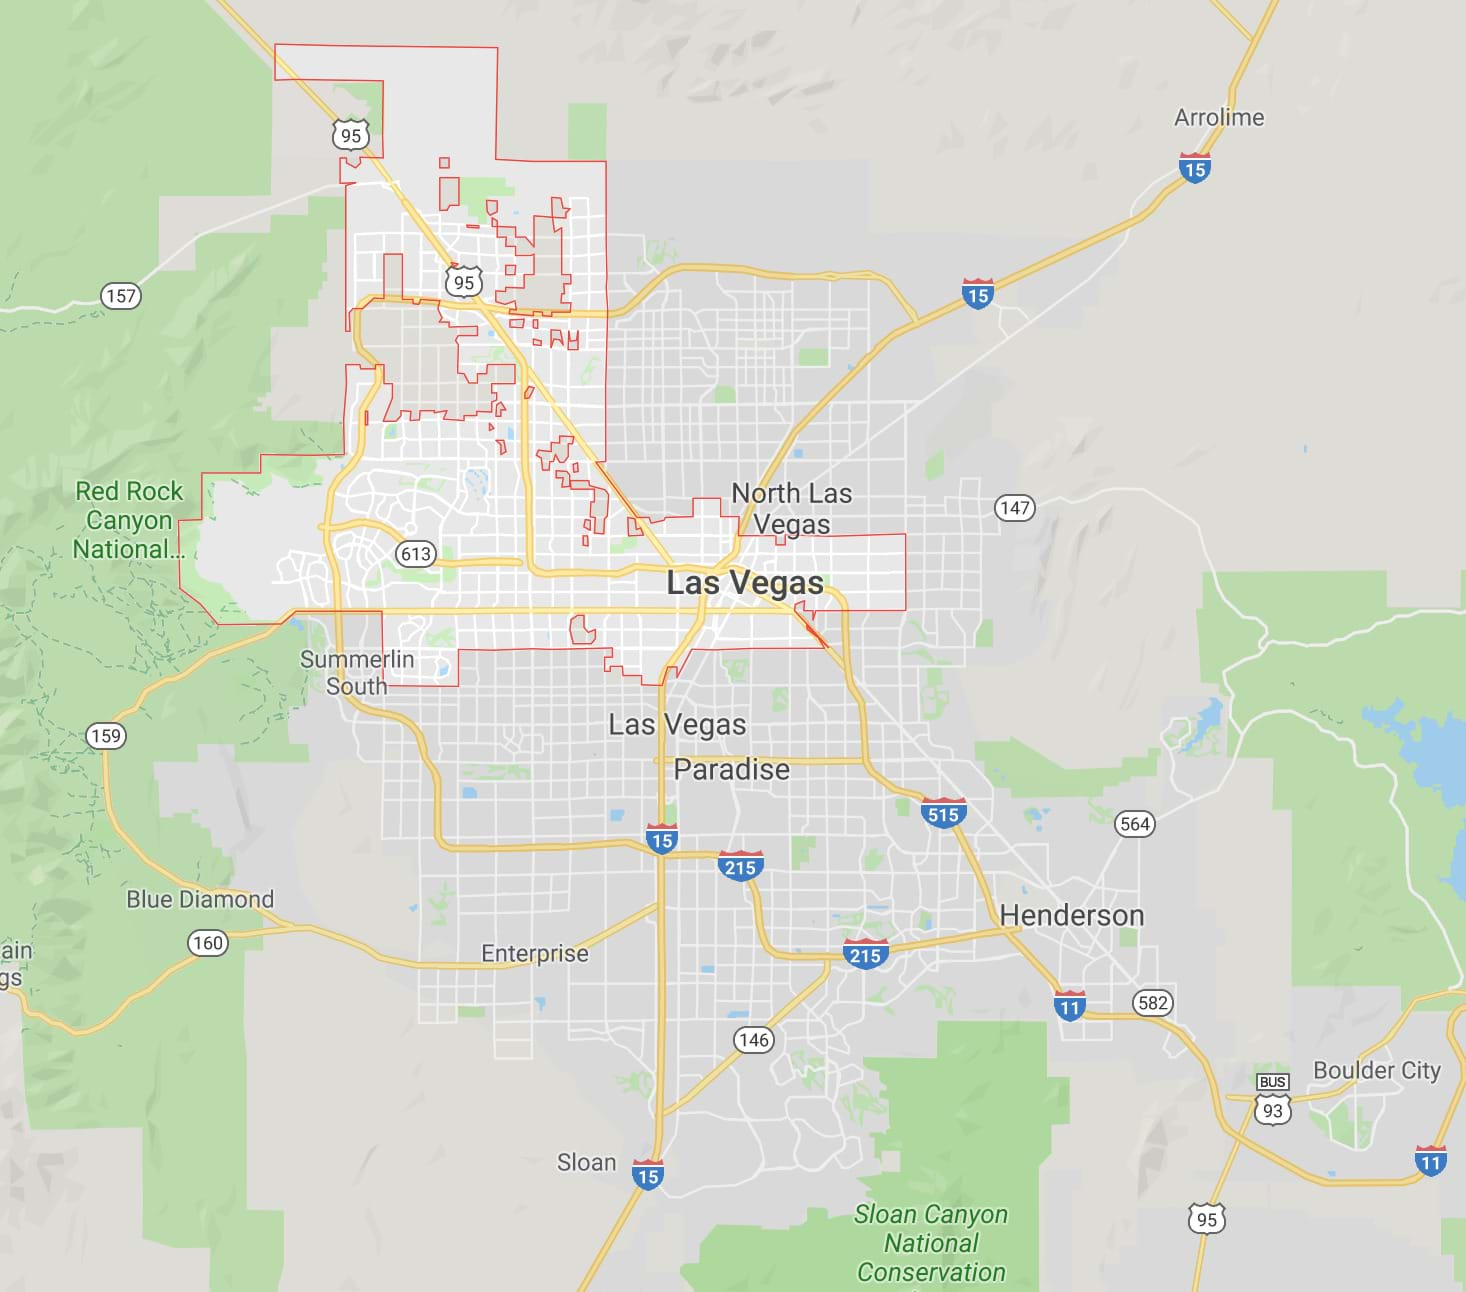 Arrolime
95
15
95
157
15
Red Rock
Canyon
National...
North Las
Vegas
147
613
Las Vegas
Summerlin
South
159
Las Vegas
Paradise
515
564
15
215
Blue Diamond
Henderson
160
ain
gs
Enterprise
215
11
582
146
Boulder City
BUS
93
Sloan
15
11
95
Sloan Canyon
National
Conservation